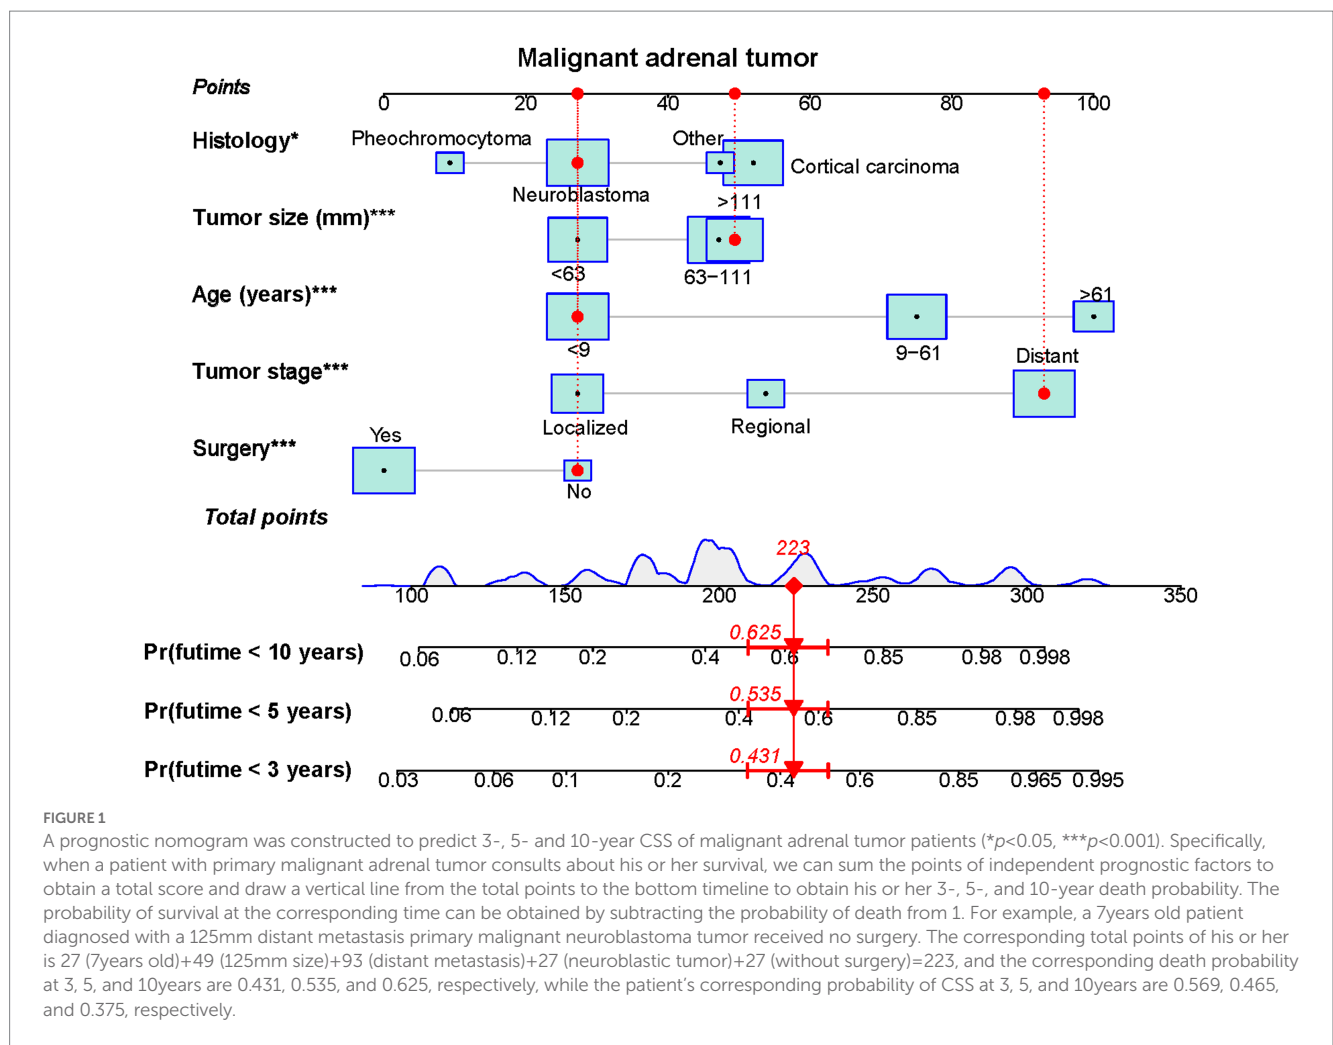 Malignant adrenal tumor
Points
0 20 40 60 80 100
Histology*
Pheochromocytoma Other
Neuroblastoma Cortical carcinoma
Tumor size (mm)***
>111
<63 63–111
Age (years)***
>61
<9 9–61
Tumor stage***
Distant
Localized Regional
Surgery***
Yes
No
Total points
223
100 150 200 250 300 350
0.625
Pr(futime < 10 years)
0.06 0.12 0.2 0.4 0.6 0.85 0.98 0.998
0.535
Pr(futime < 5 years)
0.06 0.12 0.2 0.4 0.6 0.85 0.98 0.998
0.431
Pr(futime < 3 years)
0.03 0.06 0.1 0.2 0.4 0.6 0.85 0.965 0.995
FIGURE 1
A prognostic nomogram was constructed to predict 3-, 5- and 10-year CSS of malignant adrenal tumor patients (*p<0.05, ***p<0.001). Specifically,
when a patient with primary malignant adrenal tumor consults about his or her survival, we can sum the points of independent prognostic factors to
obtain a total score and draw a vertical line from the total points to the bottom timeline to obtain his or her 3-, 5-, and 10-year death probability. The
probability of survival at the corresponding time can be obtained by subtracting the probability of death from 1. For example, a 7years old patient
diagnosed with a 125mm distant metastasis primary malignant neuroblastoma tumor received no surgery. The corresponding total points of his or her
is 27 (7years old)+49 (125mm size)+93 (distant metastasis)+27 (neuroblastic tumor)+27 (without surgery)=223, and the corresponding death probability
at 3, 5, and 10years are 0.431, 0.535, and 0.625, respectively, while the patient's corresponding probability of CSS at 3, 5, and 10years are 0.569, 0.465,
and 0.375, respectively.